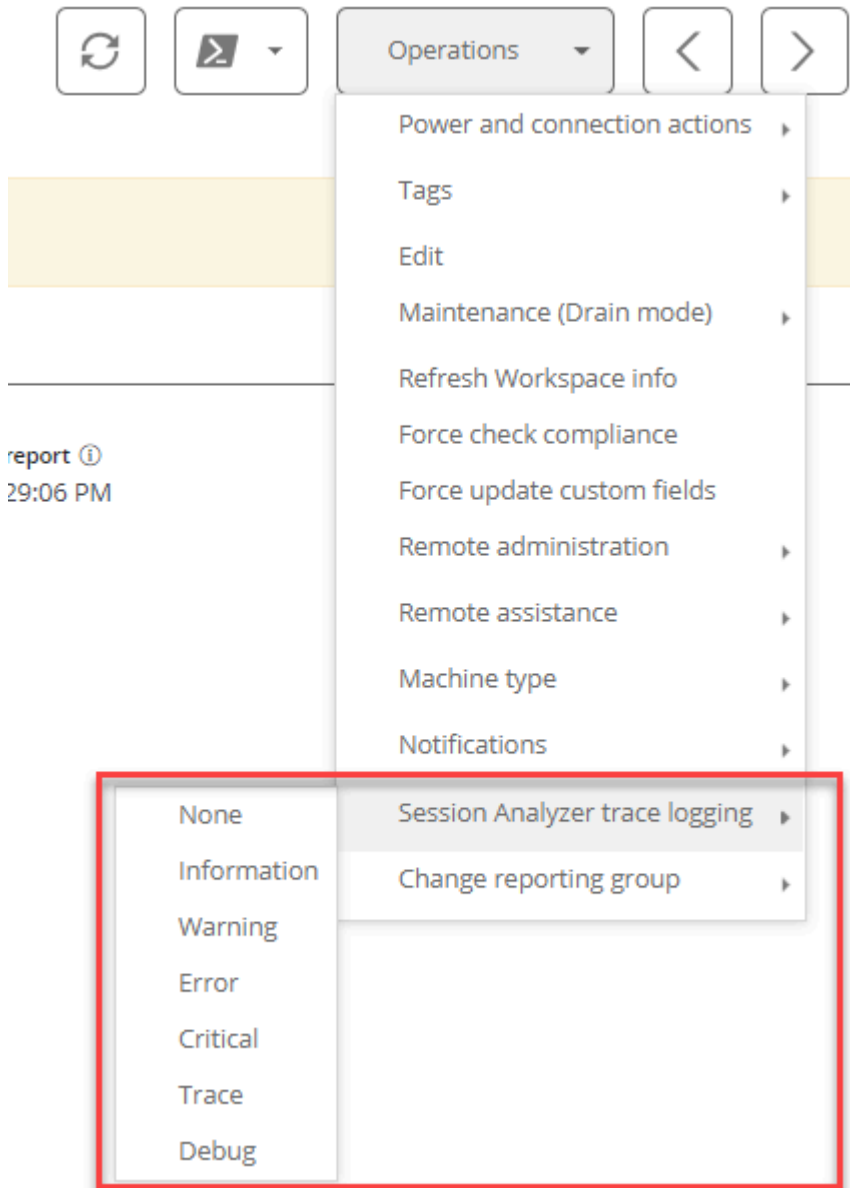 Operations
Power and connection actions
Tags
Edit
Maintenance (Drain mode)
Refresh Workspace info
report ⓘ
Force check compliance
29:06 PM
Force update custom fields
Remote administration
Remote assistance
Machine type
Notifications
Session Analyzer trace logging
Change reporting group
None
Information
Warning
Error
Critical
Trace
Debug